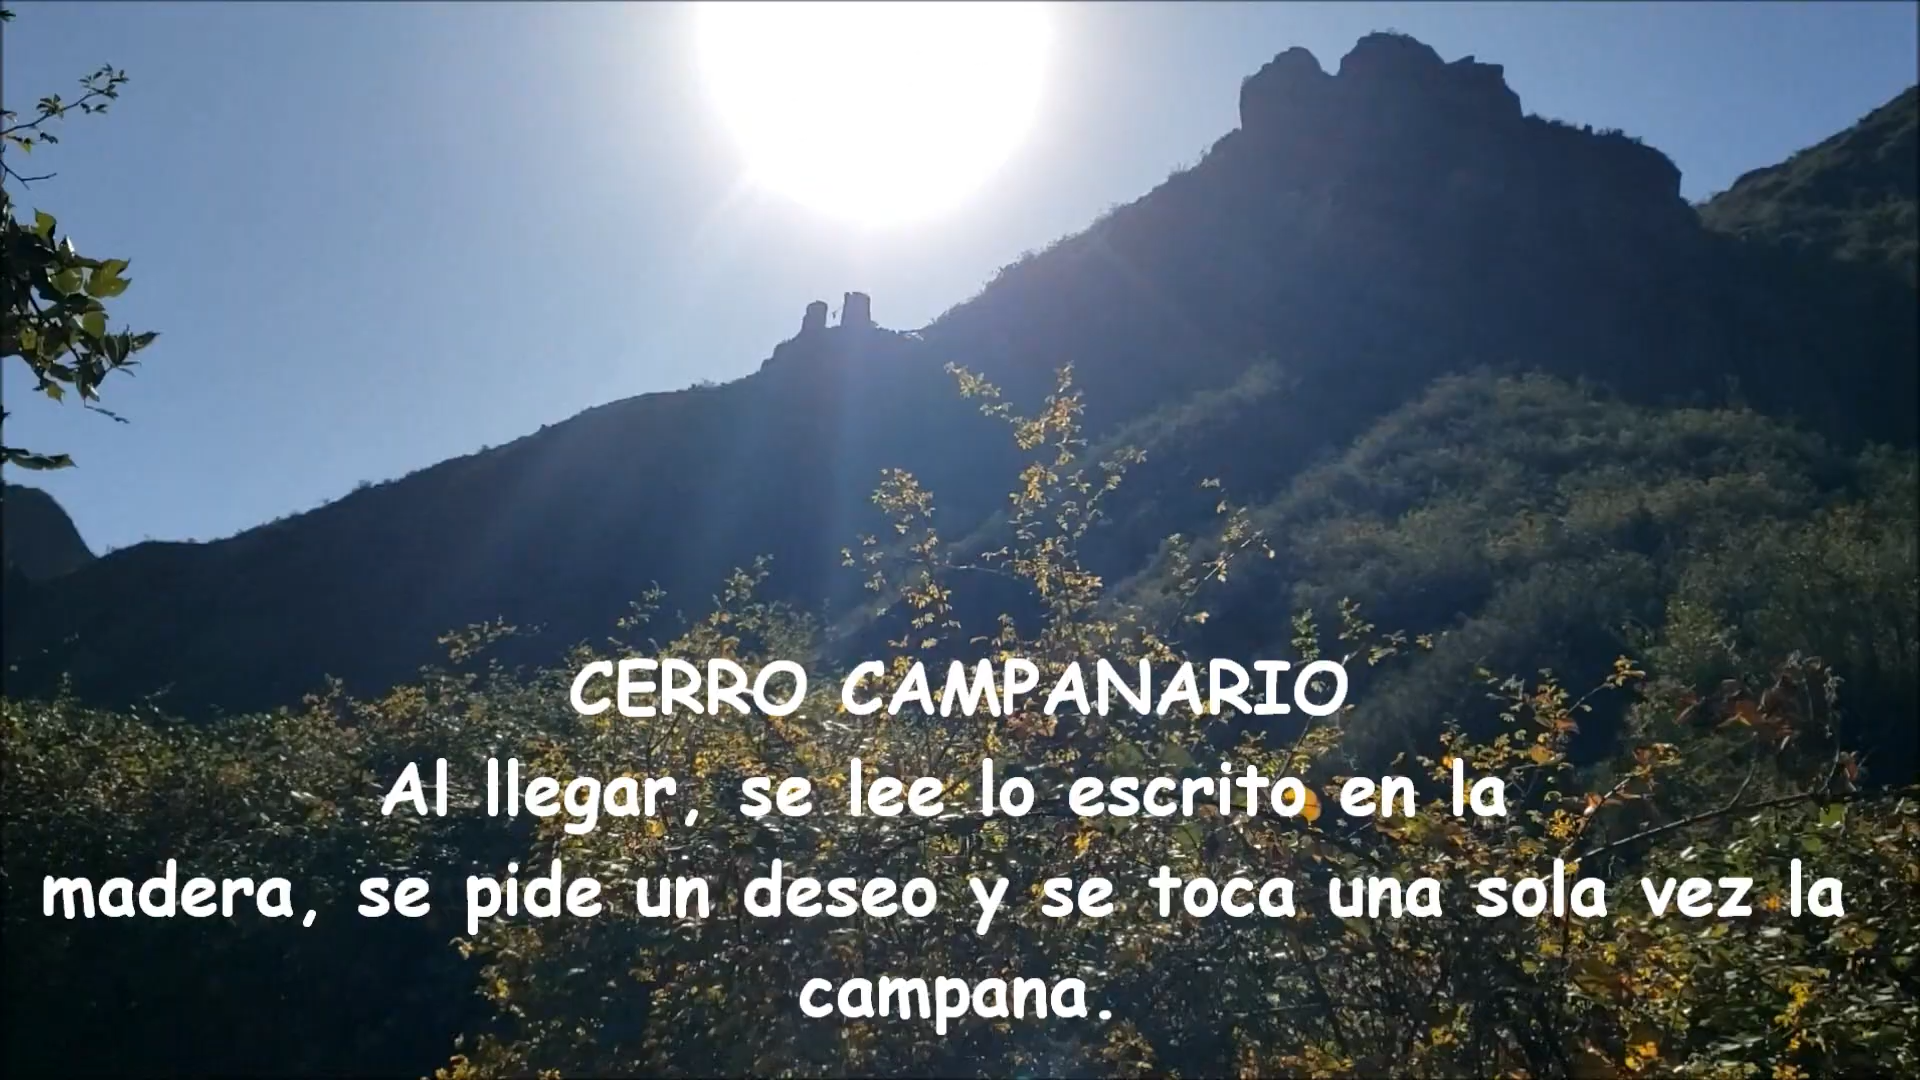 CERRO CAMPANARIO
Al llegar, se lee lo escrito en la
madera, se pide un deseo y se toca una sola vez la
campana.